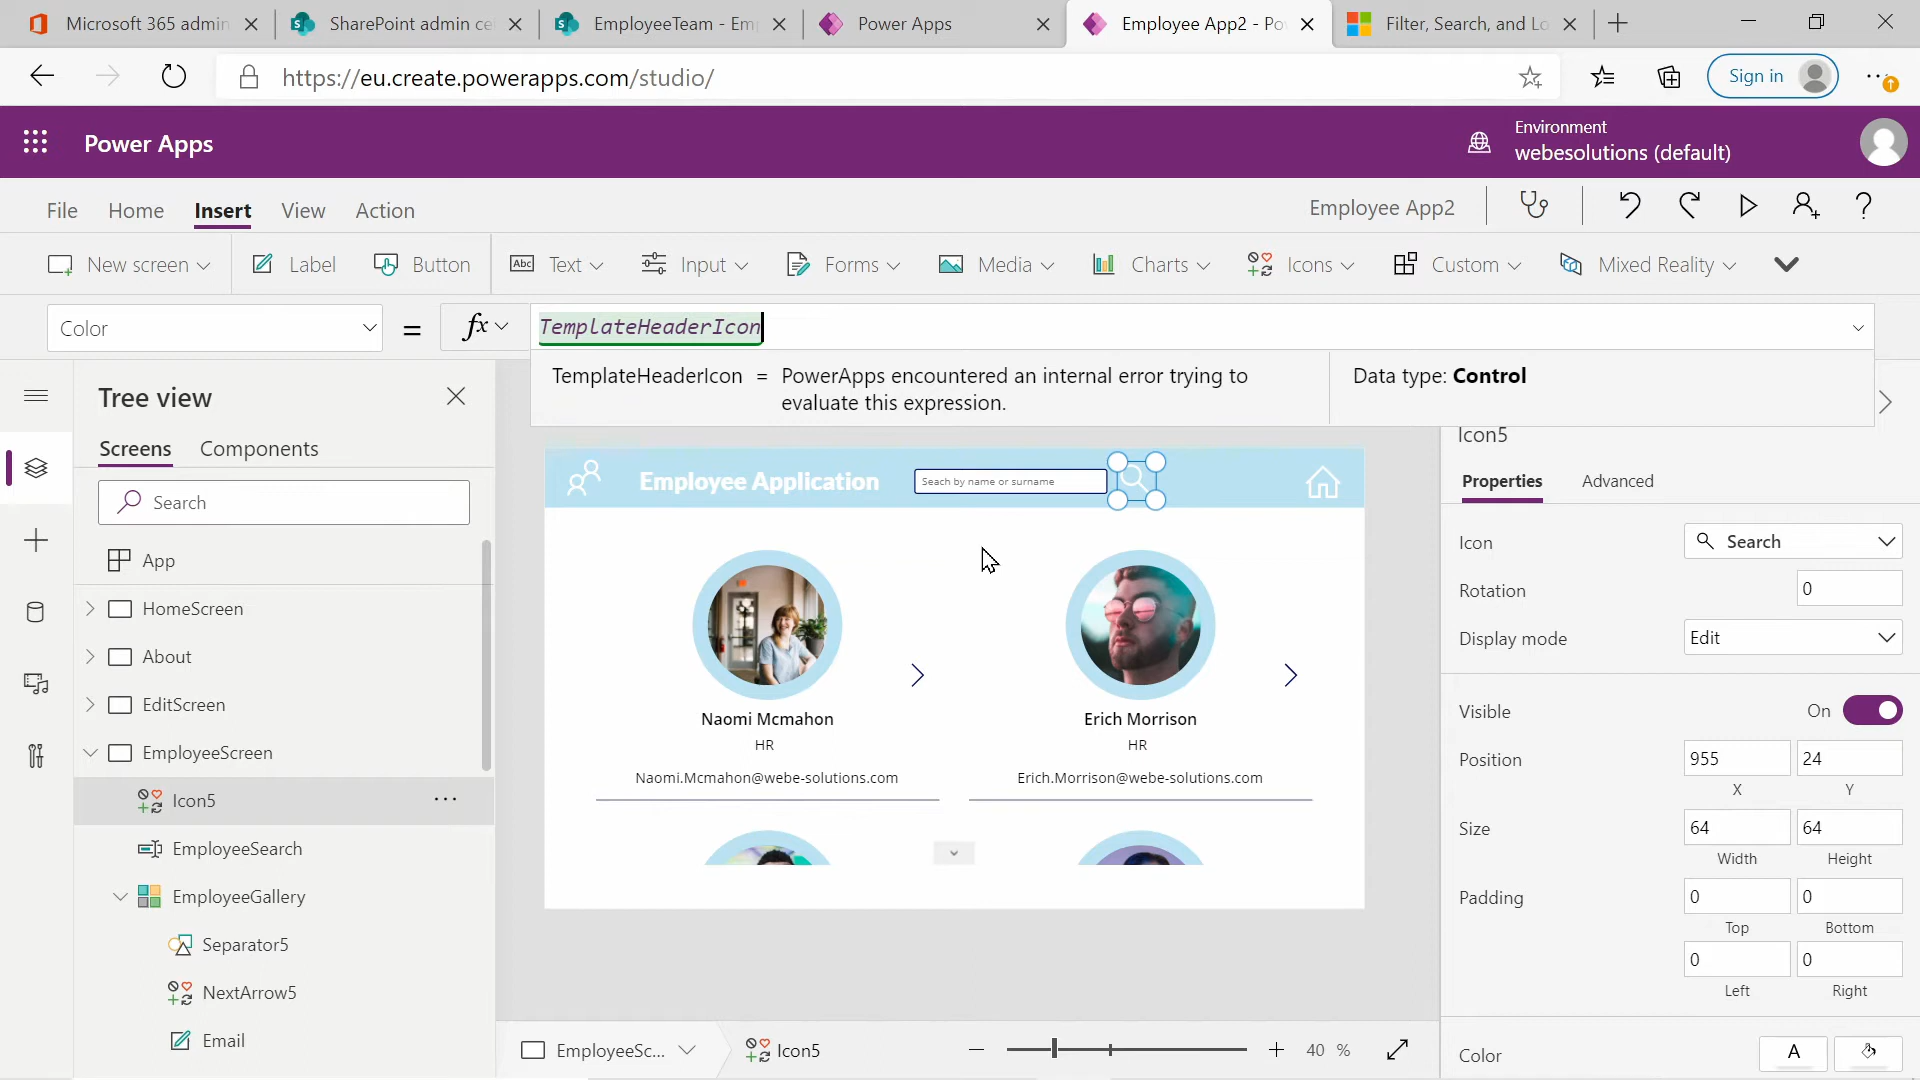 Microsoft 365 admin
SharePoint admin ce
EmployeeTeam - Em
Power Apps
Employee App2 - Po
Filter, Search, and Lo
https://eu.create.powerapps.com/studio/
Sign in
Power Apps
Environment
webesolutions (default)
File
Home
Insert
View
Action
Employee App2
New screen
Label
Button
Abc
Text
Input
Forms
Media
Charts
Icons
Custom
Mixed Reality
Color
=
fx
TemplateHeaderIcon
TemplateHeaderIcon = PowerApps encountered an internal error trying to
evaluate this expression.
Data type: Control
Tree view
Screens
Components
Search
App
HomeScreen
About
EditScreen
EmployeeScreen
Icon5
...
EmployeeSearch
EmployeeGallery
Separator5
NextArrow5
Email
Employee Application
Seach by name or surname
Naomi Mcmahon
HR
Naomi.Mcmahon@webe-solutions.com
Erich Morrison
HR
Erich.Morrison@webe-solutions.com
EmployeeSc...
Icon5
40 %
Icon5
Properties
Advanced
Icon
Search
Rotation
0
Display mode
Edit
Visible
On
Position
955
24
X
Y
Size
64
64
Width
Height
Padding
0
0
Top
Bottom
0
0
Left
Right
Color
A